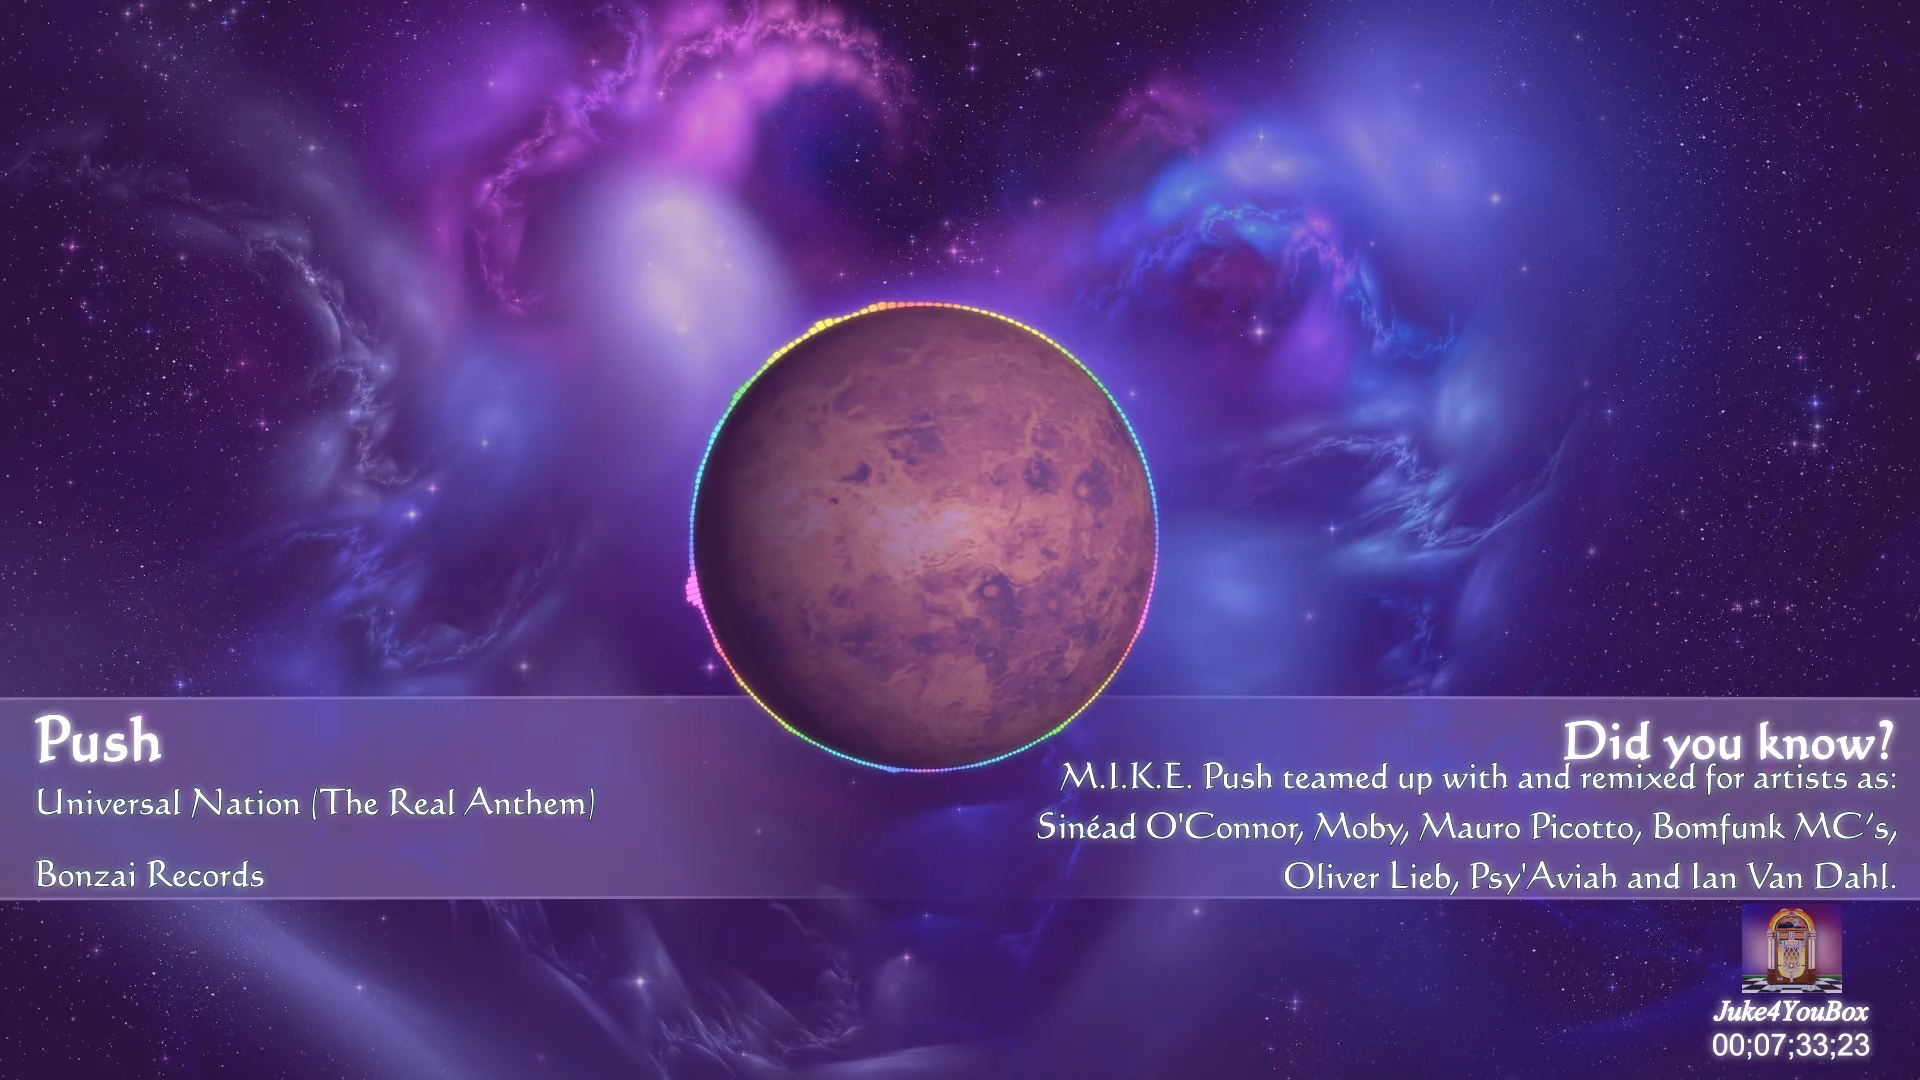 Push
Universal Nation (The Real Anthem)
Bonzai Records
Did you know?
M.I.K.E. Push teamed up with and remixed for artists as:
Sinéad O'Connor, Moby, Mauro Picotto, Bomfunk MC's,
Oliver Lieb, Psy'Aviah and Ian Van Dahl.
Juke4YouBox
00;07;33;23